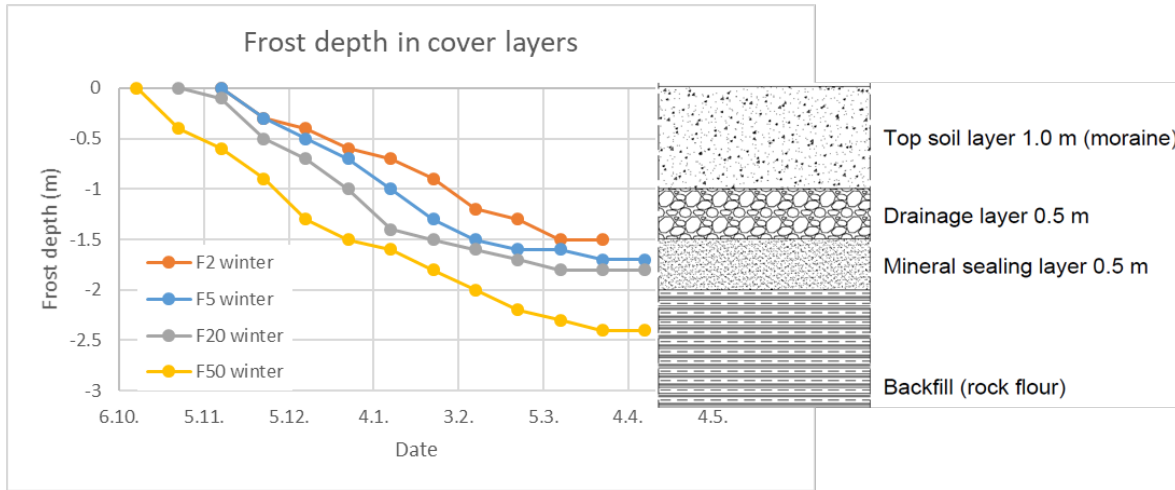 Frost depth in cover layers
0
-0.5
-1
-1.5
-2
-2.5
-3
Frost depth (m)
F2 winter
F5 winter
F20 winter
F50 winter
6.10.
5.11.
5.12.
4.1.
3.2.
5.3.
4.4.
4.5.
Date
Top soil layer 1.0 m (moraine)
Drainage layer 0.5 m
Mineral sealing layer 0.5 m
Backfill (rock flour)